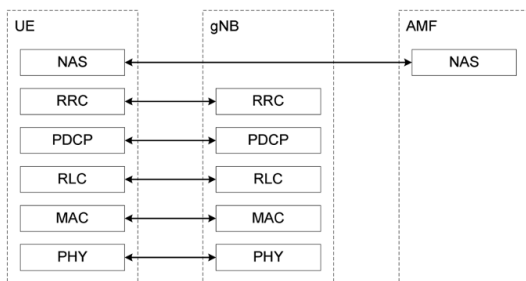 UE gNB AMF
NAS NAS
RRC RRC
PDCP PDCP
RLC RLC
MAC MAC
PHY PHY